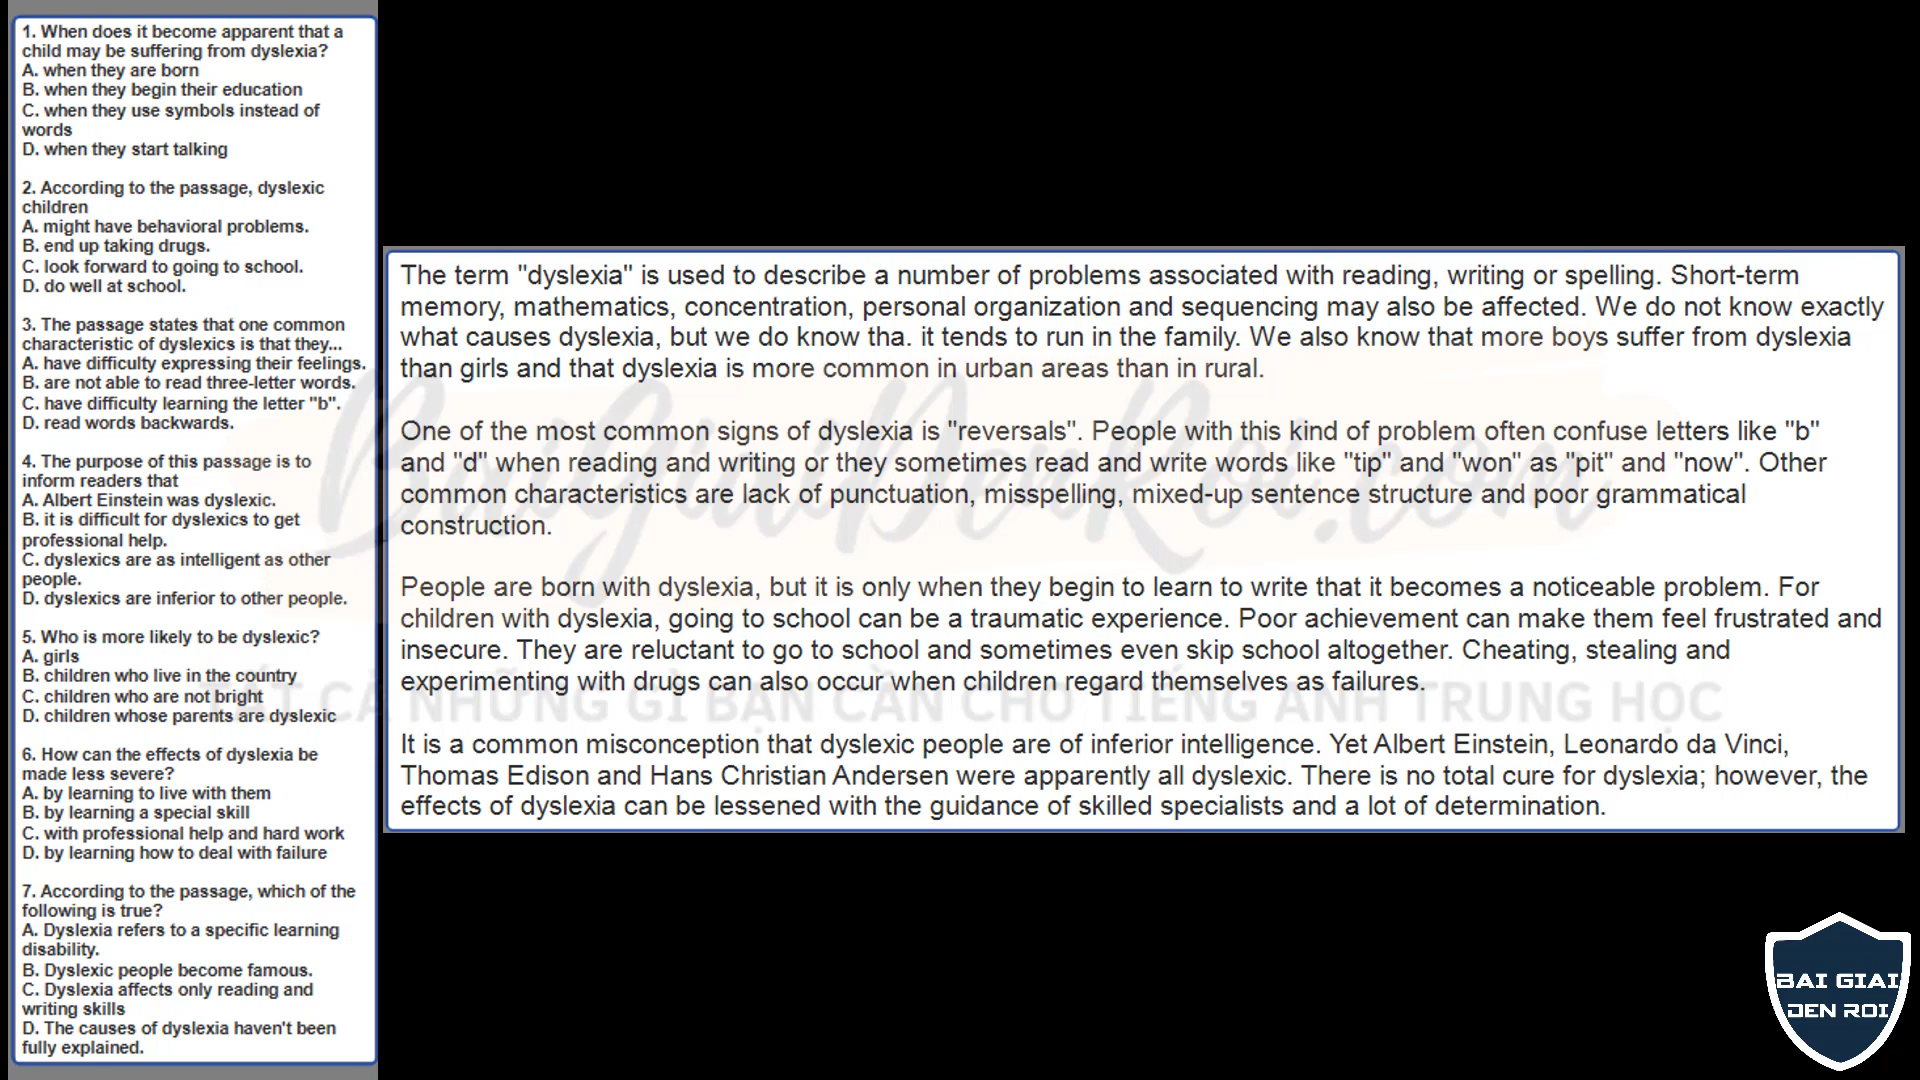 1. When does it become apparent that a
child may be suffering from dyslexia?
A. when they are born
B. when they begin their education
C. when they use symbols instead of
words
D. when they start talking
2. According to the passage, dyslexic
children
A. might have behavioral problems.
B. end up taking drugs.
C. look forward to going to school.
D. do well at school.
3. The passage states that one common
characteristic of dyslexics is that they...
A. have difficulty expressing their feelings.
B. are not able to read three-letter words.
C. have difficulty learning the letter "b".
D. read words backwards.
4. The purpose of this passage is to
inform readers that
A. Albert Einstein was dyslexic.
B. it is difficult for dyslexics to get
professional help.
C. dyslexics are as intelligent as other
people.
D. dyslexics are inferior to other people.
5. Who is more likely to be dyslexic?
A. girls
B. children who live in the country
C. children who are not bright
D. children whose parents are dyslexic
6. How can the effects of dyslexia be
made less severe?
A. by learning to live with them
B. by learning a special skill
C. with professional help and hard work
D. by learning how to deal with failure
7. According to the passage, which of the
following is true?
A. Dyslexia refers to a specific learning
disability.
B. Dyslexic people become famous.
C. Dyslexia affects only reading and
writing skills
D. The causes of dyslexia haven't been
fully explained.
The term "dyslexia" is used to describe a number of problems associated with reading, writing or spelling. Short-term
memory, mathematics, concentration, personal organization and sequencing may also be affected. We do not know exactly
what causes dyslexia, but we do know tha. it tends to run in the family. We also know that more boys suffer from dyslexia
than girls and that dyslexia is more common in urban areas than in rural.
One of the most common signs of dyslexia is "reversals". People with this kind of problem often confuse letters like "b"
and "d" when reading and writing or they sometimes read and write words like "tip" and "won" as "pit" and "now". Other
common characteristics are lack of punctuation, misspelling, mixed-up sentence structure and poor grammatical
construction.
People are born with dyslexia, but it is only when they begin to learn to write that it becomes a noticeable problem. For
children with dyslexia, going to school can be a traumatic experience. Poor achievement can make them feel frustrated and
insecure. They are reluctant to go to school and sometimes even skip school altogether. Cheating, stealing and
experimenting with drugs can also occur when children regard themselves as failures.
It is a common misconception that dyslexic people are of inferior intelligence. Yet Albert Einstein, Leonardo da Vinci,
Thomas Edison and Hans Christian Andersen were apparently all dyslexic. There is no total cure for dyslexia; however, the
effects of dyslexia can be lessened with the guidance of skilled specialists and a lot of determination.
BaiGiaiDenRoi.com
TẤT CẢ NHỮNG GÌ BẠN CẦN CHO TIẾNG ANH TRUNG HỌC
BAI GIAI
DEN ROI